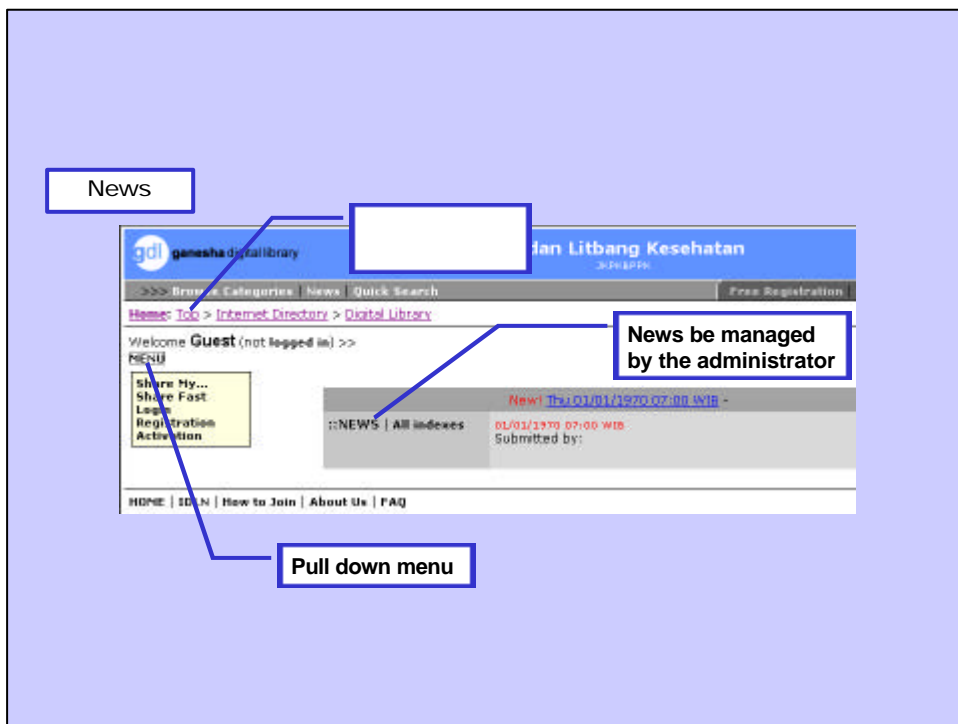 News
gdl ganesha digital library
dan Litbang Kesehatan
JKPKBPPK
>>> Browse Categories | News | Quick Search
Free Registration |
Home: Top > Internet Directory > Digital Library
Welcome Guest (not logged in) >>
MENU
Share My...
Share Fast
Login
Registration
Activation
News be managed
by the administrator
New! Thu 01/01/1970 07:00 WIB -
::NEWS | All indexes
01/01/1970 07:00 WIB
Submitted by:
HOME | IDLN | How to Join | About Us | FAQ
Pull down menu